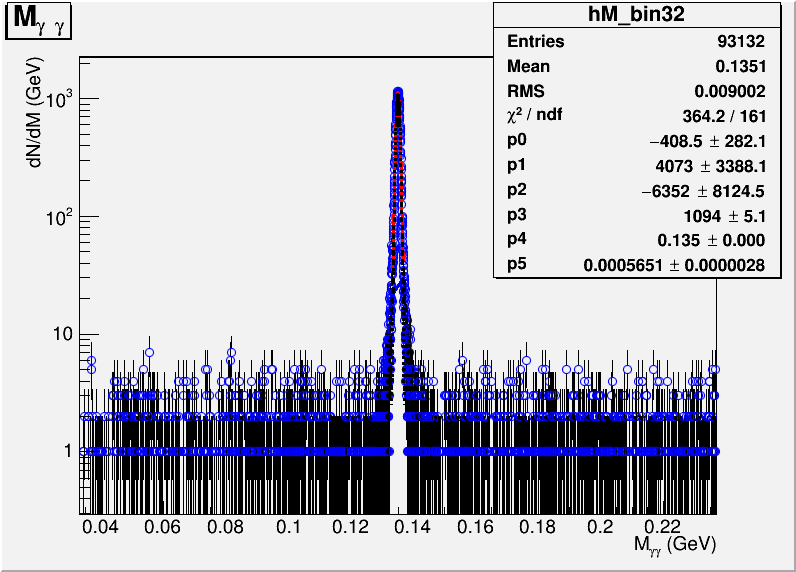 M γ γ
hM_bin32
Entries 93132
Mean 0.1351
RMS 0.009002
χ² / ndf 364.2 / 161
p0 −408.5 ± 282.1
p1 4073 ± 3388.1
p2 −6352 ± 8124.5
p3 1094 ± 5.1
p4 0.135 ± 0.000
p5 0.0005651 ± 0.0000028
dN/dM (GeV)
10³
10²
10
1
0.04 0.06 0.08 0.1 0.12 0.14 0.16 0.18 0.2 0.22
Mγγ (GeV)